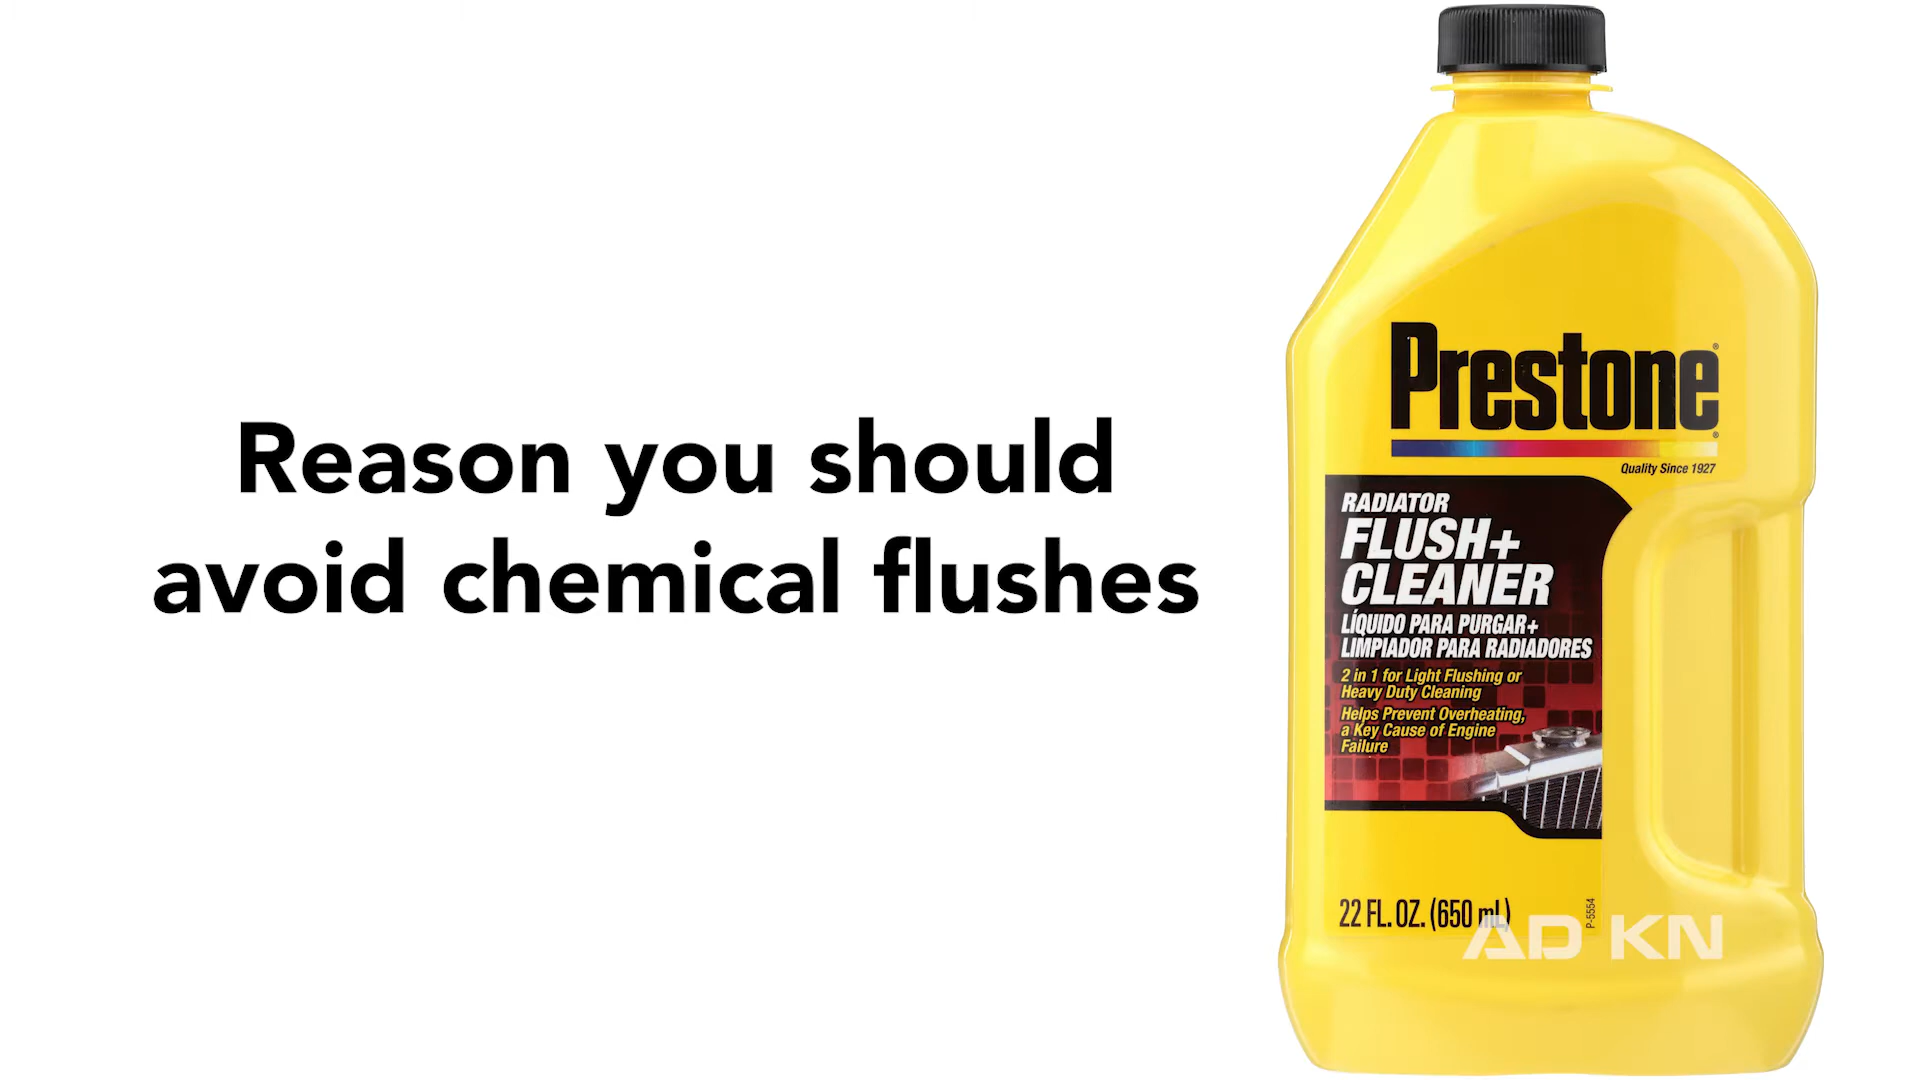 Reason you should
avoid chemical flushes
Prestone®
Quality Since 1927
RADIATOR
FLUSH+
CLEANER
LÍQUIDO PARA PURGAR+
LIMPIADOR PARA RADIADORES
2 in 1 for Light Flushing or
Heavy Duty Cleaning
Helps Prevent Overheating,
a Key Cause of Engine
Failure
22 FL. OZ. (650 mL)
P-5554
AD KN